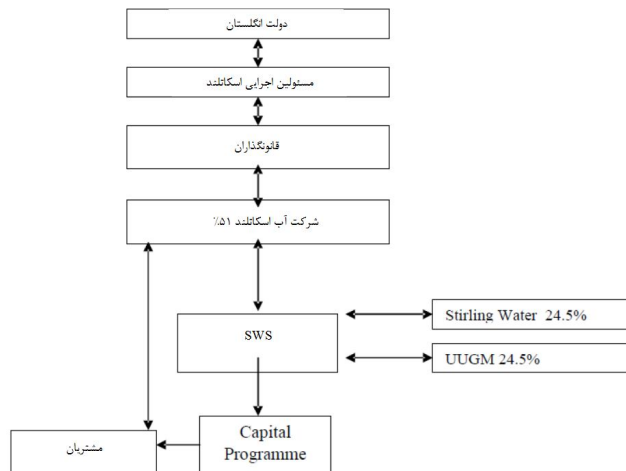 دولت انگلستان
مسئولین اجرایی اسکاتلند
قانونگذاران
شرکت آب اسکاتلند ۵۱٪
SWS
Stirling Water 24.5%
UUGM 24.5%
Capital
Programme
مشتریان